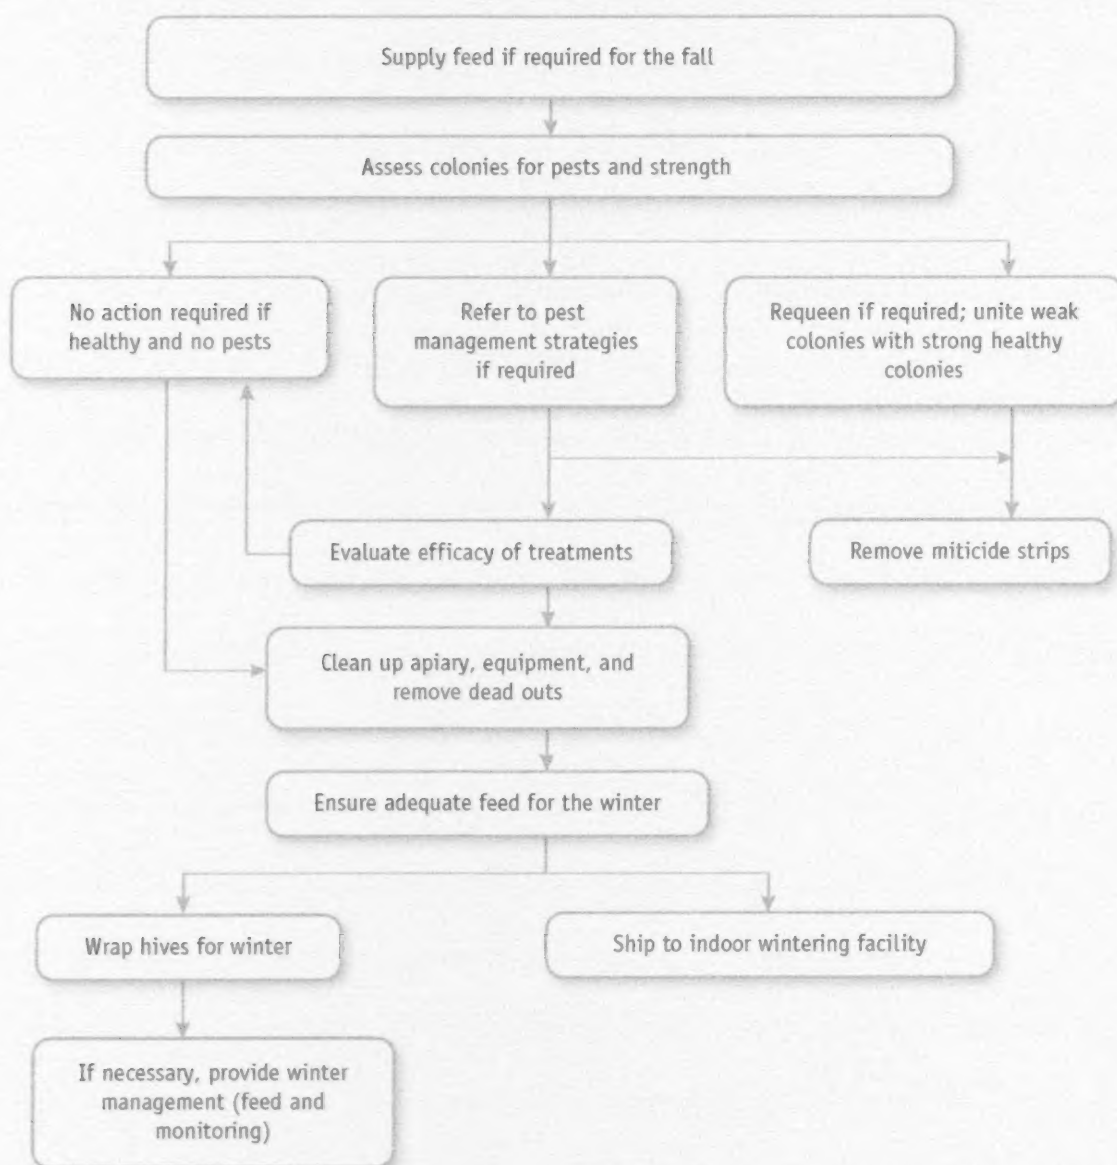 Supply feed if required for the fall
Assess colonies for pests and strength
No action required if
healthy and no pests
Refer to pest
management strategies
if required
Requeen if required; unite weak
colonies with strong healthy
colonies
Evaluate efficacy of treatments
Remove miticide strips
Clean up apiary, equipment, and
remove dead outs
Ensure adequate feed for the winter
Wrap hives for winter
Ship to indoor wintering facility
If necessary, provide winter
management (feed and
monitoring)